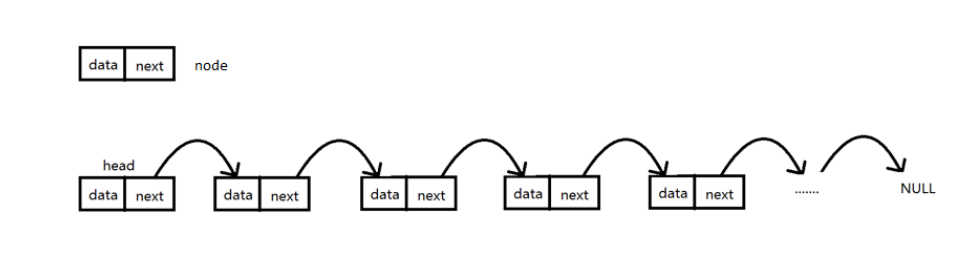 data next node
head
data next data next data next data next data next ....... NULL